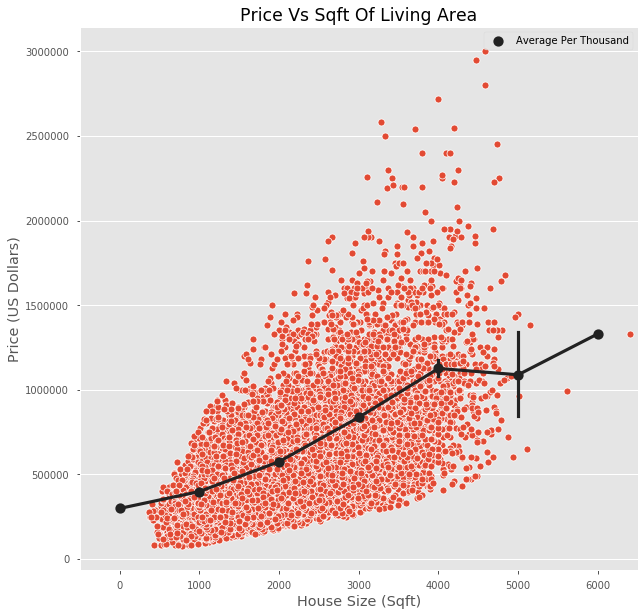 Price Vs Sqft Of Living Area
Average Per Thousand
3000000
2500000
2000000
1500000
1000000
500000
0
Price (US Dollars)
0 1000 2000 3000 4000 5000 6000
House Size (Sqft)